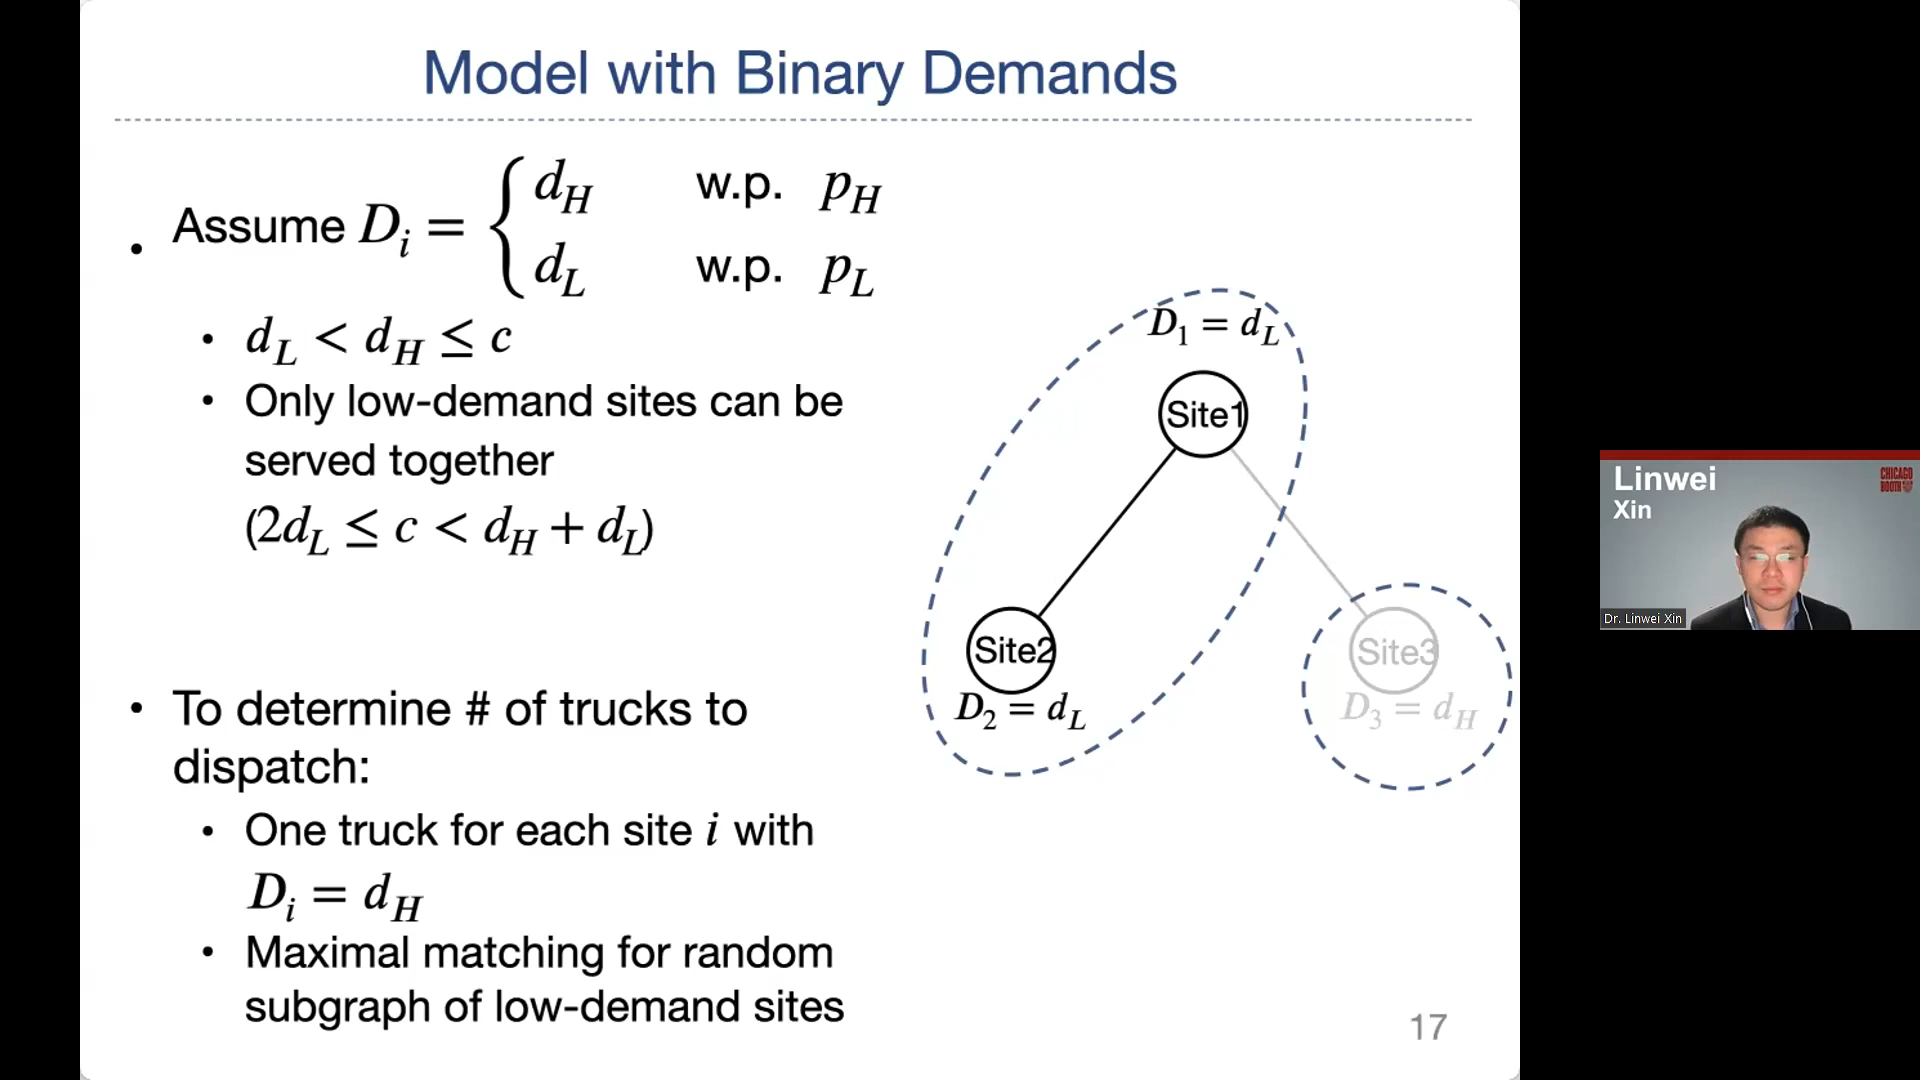 Model with Binary Demands
• Assume D_i = { d_H w.p. p_H
d_L w.p. p_L
• d_L < d_H ≤ c
• Only low-demand sites can be
served together
(2d_L ≤ c < d_H + d_L)
• To determine # of trucks to
dispatch:
• One truck for each site i with
D_i = d_H
• Maximal matching for random
subgraph of low-demand sites
D_1 = d_L
Site1
Site2
D_2 = d_L
Site3
D_3 = d_H
17
Linwei
Xin
CHICAGO
BOOTH
Dr. Linwei Xin